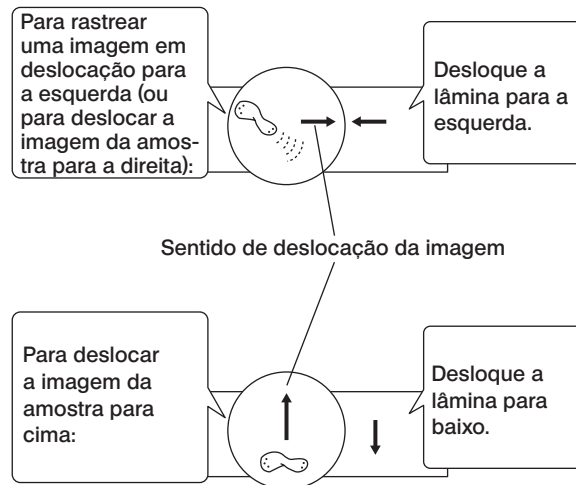 Para rastrear
uma imagem em
deslocação para
a esquerda (ou
para deslocar a
imagem da amos-
tra para a direita):
Desloque a
lâmina para a
esquerda.
Sentido de deslocação da imagem
Para deslocar
a imagem da
amostra para
cima:
Desloque a
lâmina para
baixo.